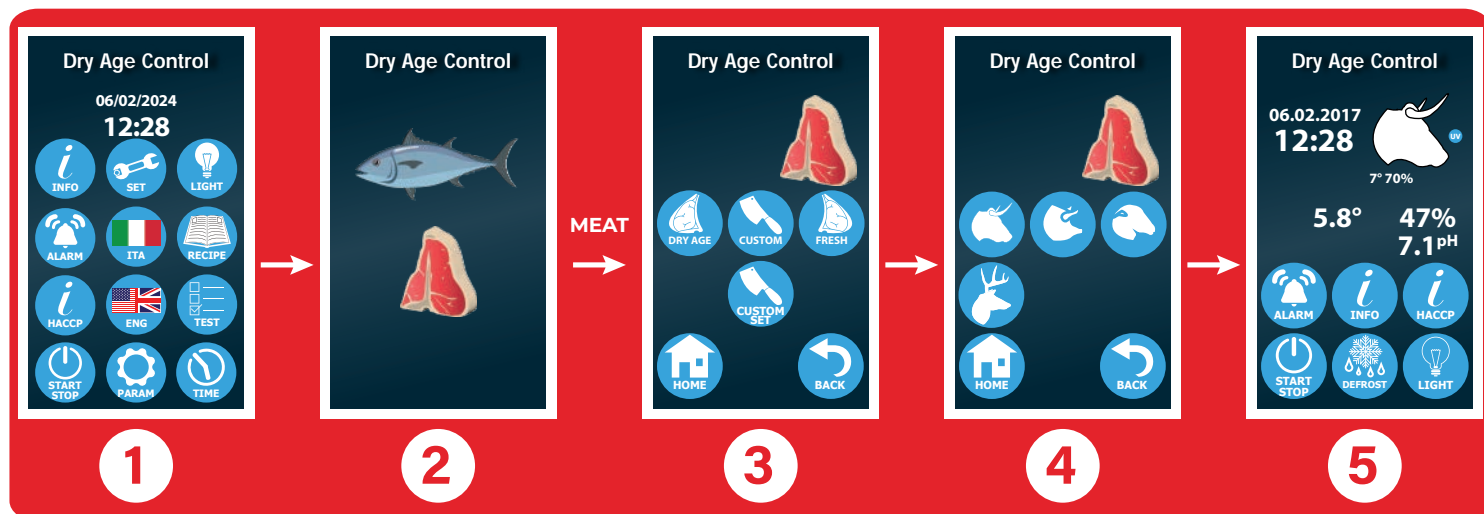 Dry Age Control
06/02/2024
12:28
i
INFO
SET
LIGHT
ALARM
ITA
RECIPE
i
HACCP
ENG
TEST
START
STOP
PARAM
TIME
1
Dry Age Control
2
MEAT
Dry Age Control
DRY AGE
CUSTOM
FRESH
CUSTOM
SET
HOME
BACK
3
Dry Age Control
HOME
BACK
4
Dry Age Control
06.02.2017
12:28
UV
7° 70%
5.8° 47%
7.1pH
ALARM
i
INFO
i
HACCP
START
STOP
DEFROST
LIGHT
5